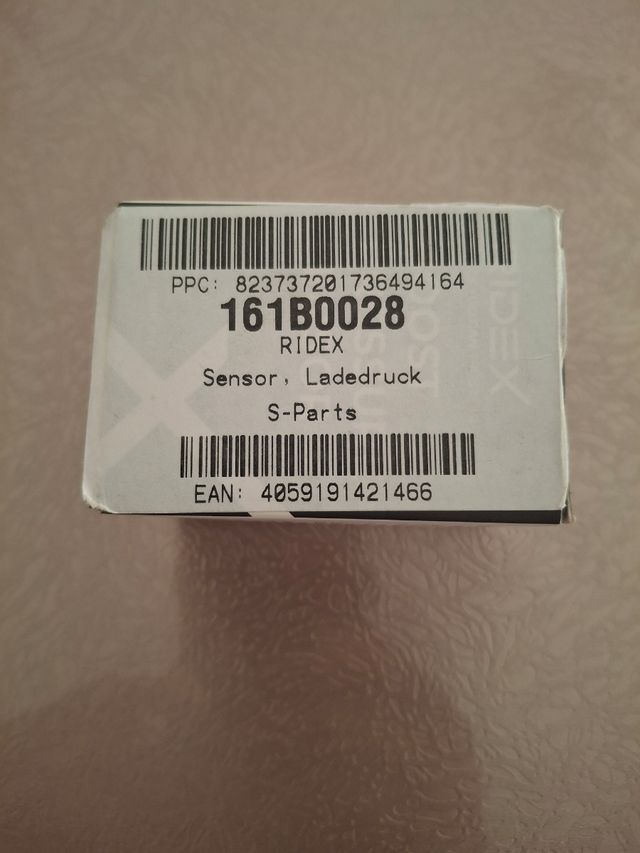 PPC: 823737201736494164
161B0028
RIDEX
Sensor, Ladedruck
S-Parts
EAN: 4059191421466